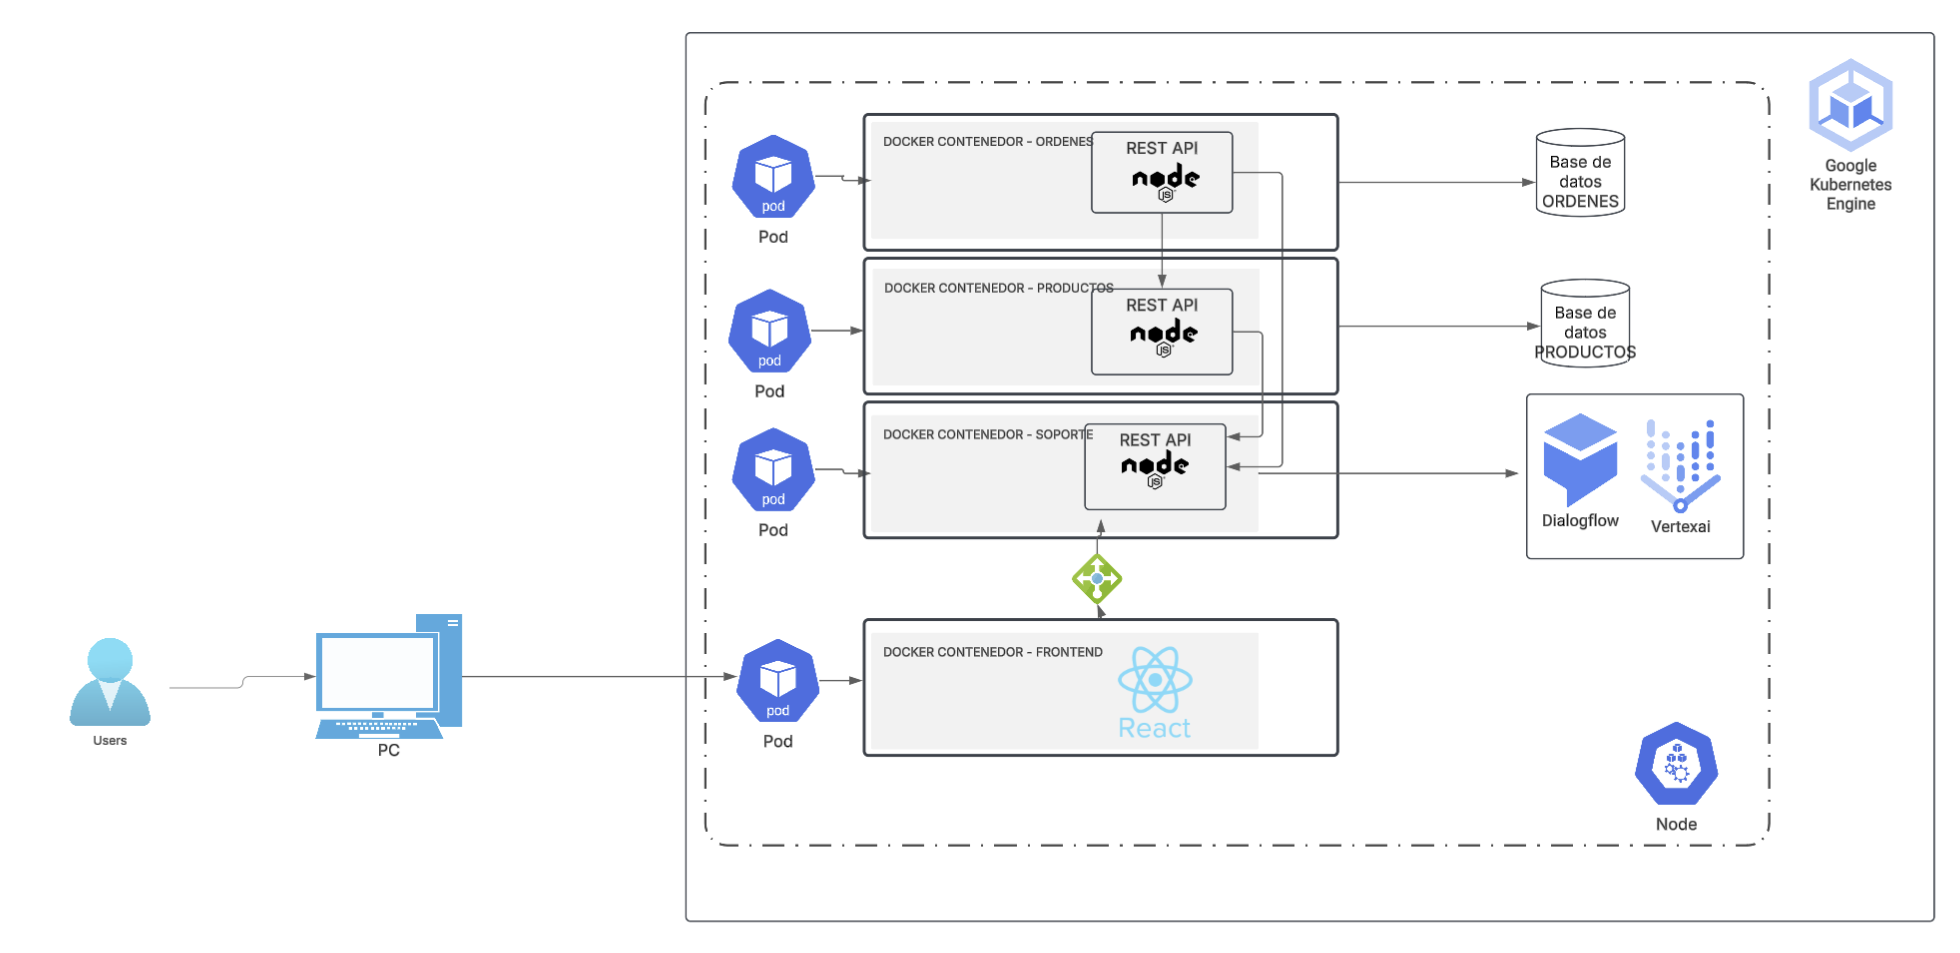 DOCKER CONTENEDOR - ORDENES
REST API
node
JS
pod
Pod
Base de
datos
ORDENES
Google
Kubernetes
Engine
DOCKER CONTENEDOR - PRODUCTOS
REST API
node
JS
pod
Pod
Base de
datos
PRODUCTOS
DOCKER CONTENEDOR - SOPORTE
REST API
node
JS
pod
Pod
Dialogflow
Vertexai
DOCKER CONTENEDOR - FRONTEND
React
pod
Pod
Users
PC
Node